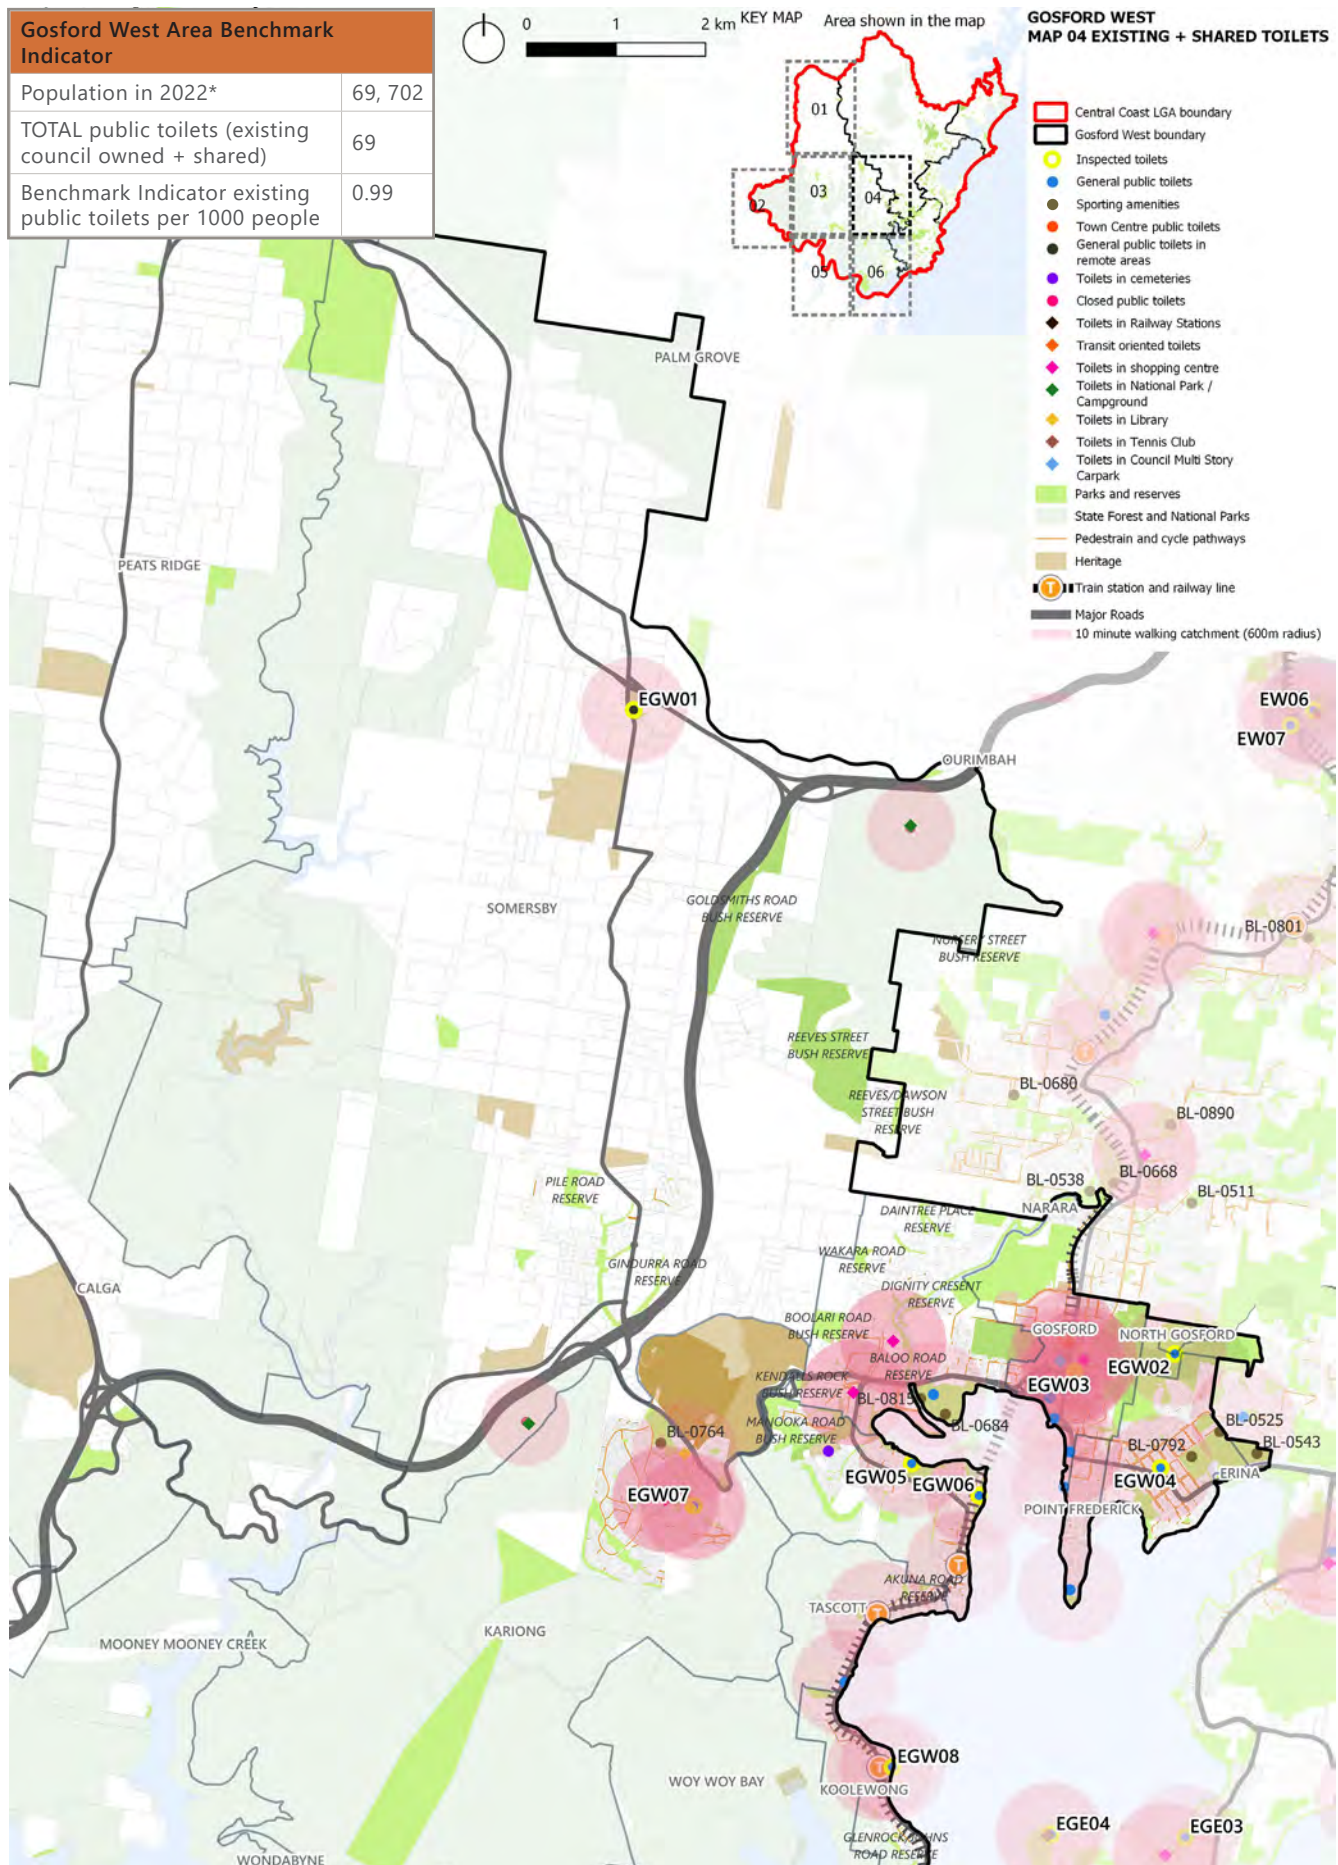 Gosford West Area Benchmark
Indicator
Population in 2022* 69, 702
TOTAL public toilets (existing
council owned + shared) 69
Benchmark Indicator existing
public toilets per 1000 people 0.99
0 1 2 km
KEY MAP Area shown in the map
01
02
03
04
05
06
GOSFORD WEST
MAP 04 EXISTING + SHARED TOILETS
Central Coast LGA boundary
Gosford West boundary
Inspected toilets
General public toilets
Sporting amenities
Town Centre public toilets
General public toilets in
remote areas
Toilets in cemeteries
Closed public toilets
Toilets in Railway Stations
Transit oriented toilets
Toilets in shopping centre
Toilets in National Park /
Campground
Toilets in Library
Toilets in Tennis Club
Toilets in Council Multi Story
Carpark
Parks and reserves
State Forest and National Parks
Pedestrain and cycle pathways
Heritage
T Train station and railway line
Major Roads
10 minute walking catchment (600m radius)
PALM GROVE
PEATS RIDGE
EGW01
EW06
EW07
OURIMBAH
SOMERSBY
GOLDSMITHS ROAD
BUSH RESERVE
BL-0801
NURSERY STREET
BUSH RESERVE
REEVES STREET
BUSH RESERVE
T
BL-0680
REEVES/DAWSON
STREET BUSH
RESERVE
BL-0890
PILE ROAD
RESERVE
BL-0668
BL-0538
BL-0511
NARARA
DAINTREE PLACE
RESERVE
WAKARA ROAD
RESERVE
GINDURRA ROAD
RESERVE
DIGNITY CRESENT
RESERVE
CALGA
BOOLARI ROAD
BUSH RESERVE
GOSFORD
NORTH GOSFORD
BALOO ROAD
RESERVE
EGW02
KENDALLS ROCK
BUSH RESERVE
EGW03
BL-0815
BL-0684
MANOOKA ROAD
BUSH RESERVE
BL-0525
BL-0764
BL-0792
BL-0543
EGW05
EGW04
ERINA
EGW06
EGW07
POINT FREDERICK
T
AKUNA ROAD
RESERVE
TASCOTT
T
KARIONG
MOONEY MOONEY CREEK
EGW08
T
WOY WOY BAY
KOOLEWONG
EGE04
EGE03
GLENROCK/JOHNS
ROAD RESERVE
WONDABYNE